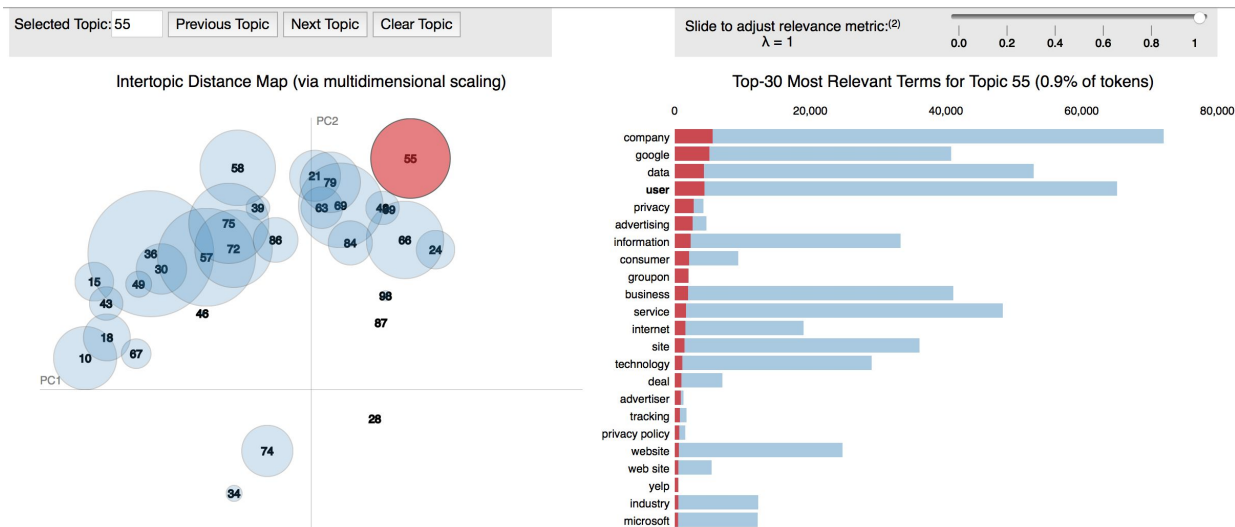 Selected Topic: 55 Previous Topic Next Topic Clear Topic
Slide to adjust relevance metric:(2)
λ = 1
0.0 0.2 0.4 0.6 0.8 1
Intertopic Distance Map (via multidimensional scaling)
PC2
PC1
55
58
21
79
39
63
69
89
75
86
84
66
24
36
57
72
30
15
49
43
98
46
87
18
10
67
28
74
34
Top-30 Most Relevant Terms for Topic 55 (0.9% of tokens)
0 20,000 40,000 60,000 80,000
company
google
data
user
privacy
advertising
information
consumer
groupon
business
service
internet
site
technology
deal
advertiser
tracking
privacy policy
website
web site
yelp
industry
microsoft